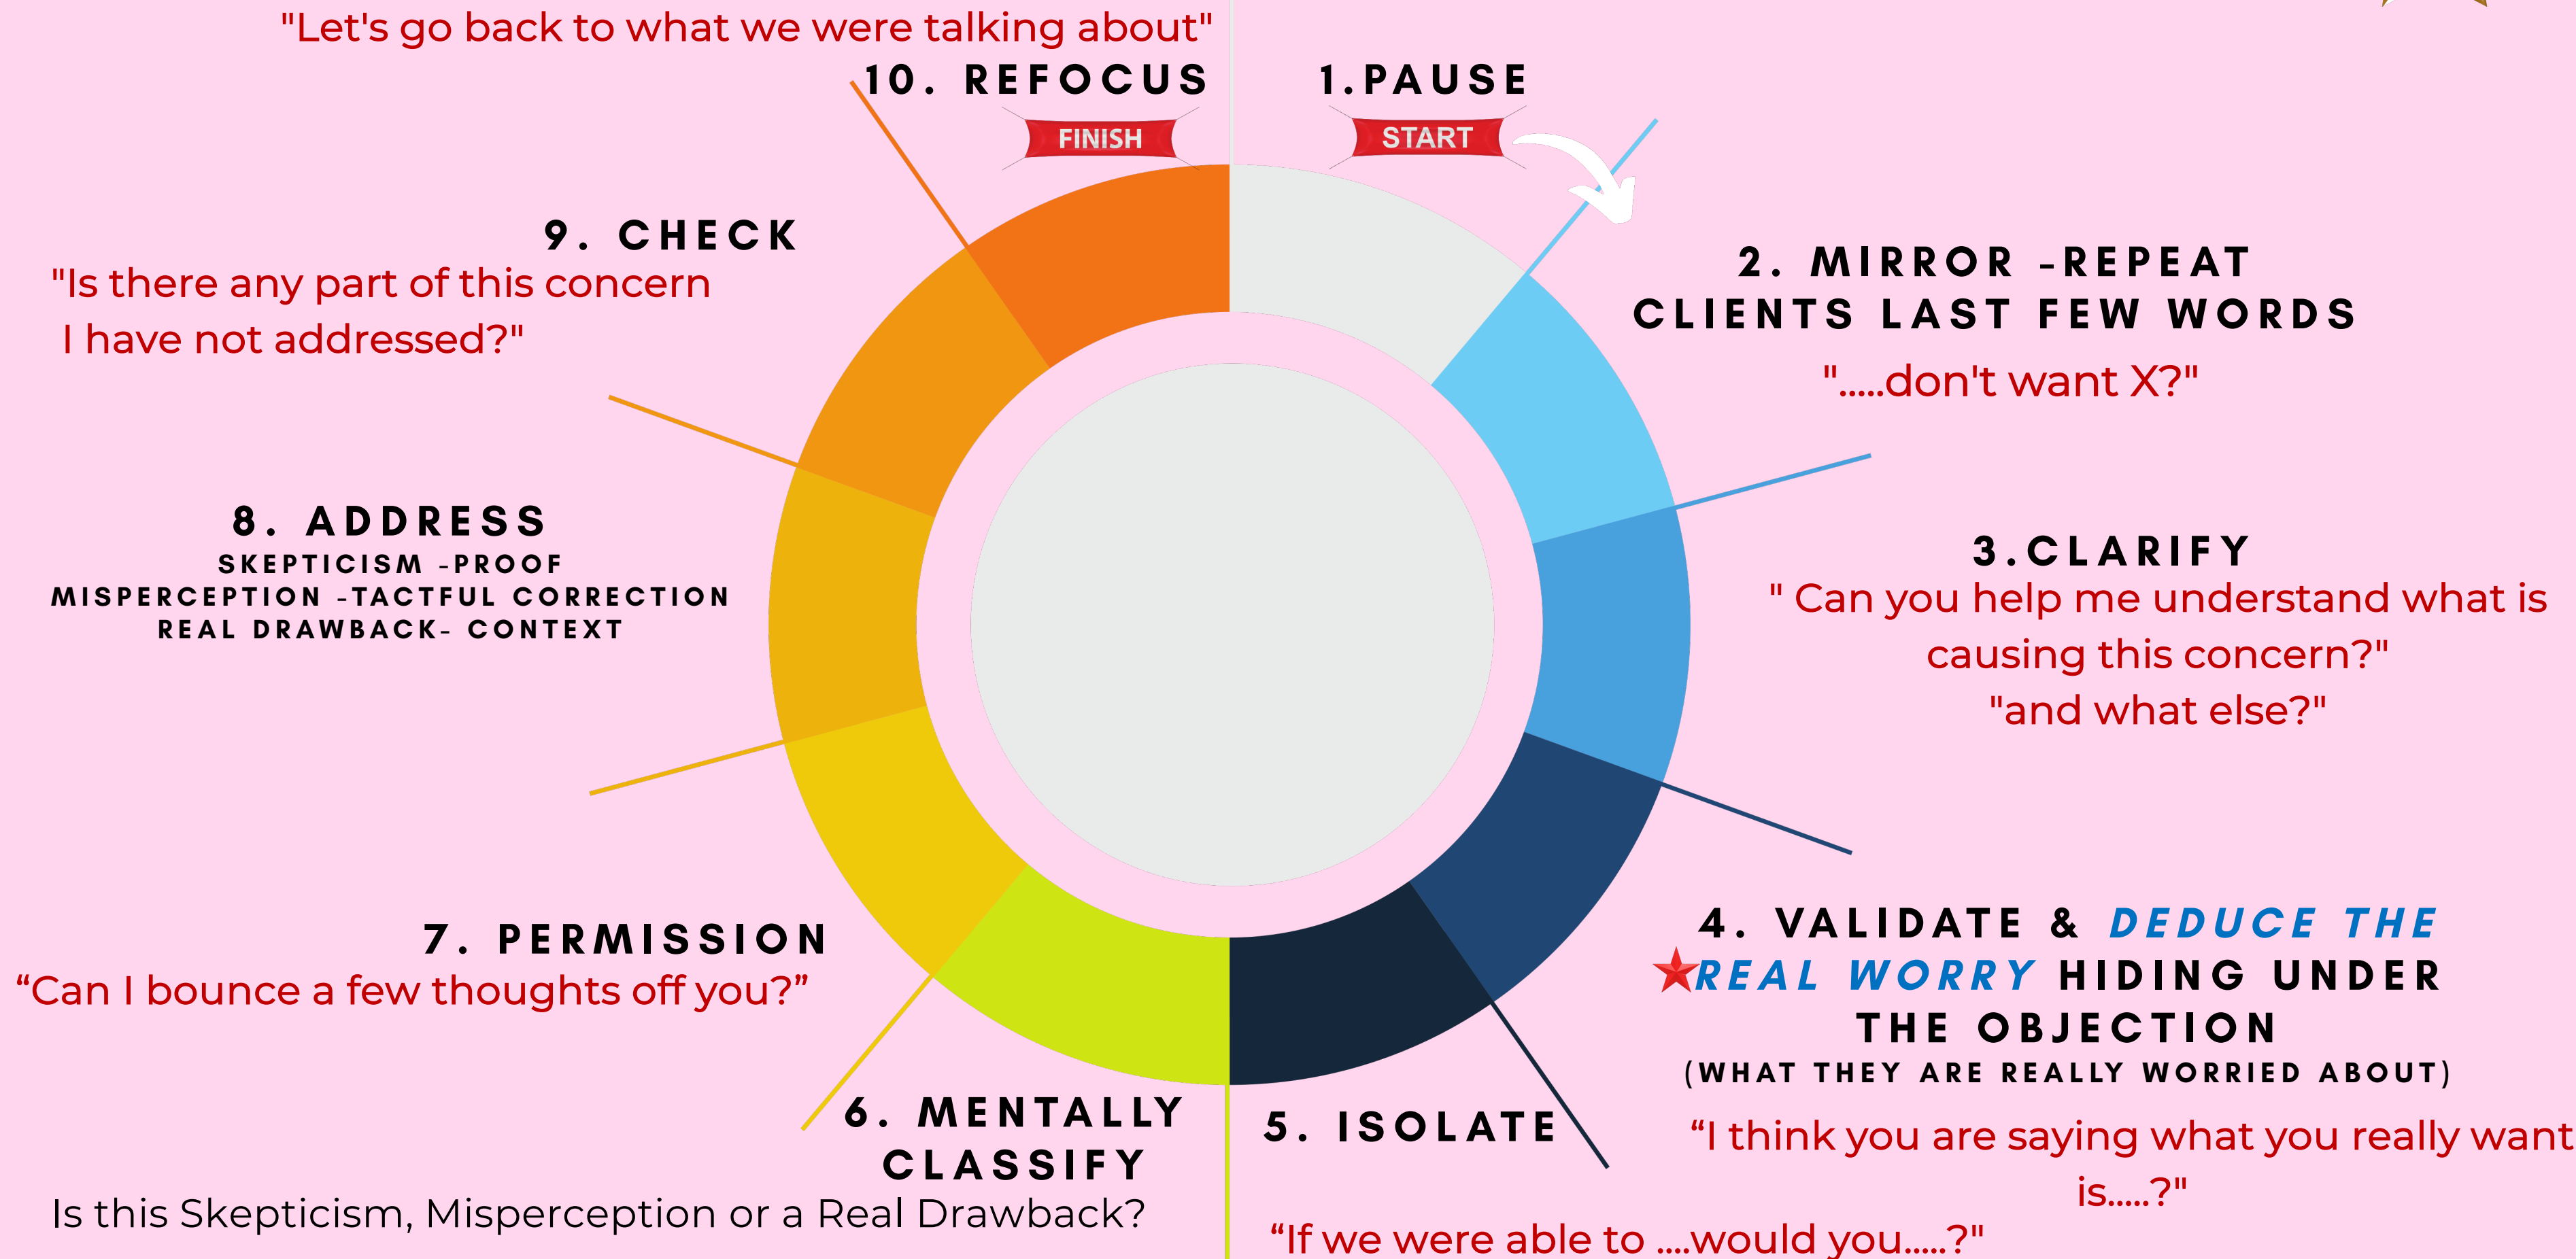 "Let's go back to what we were talking about"
10. REFOCUS
FINISH
1.PAUSE
START
2. MIRROR -REPEAT
CLIENTS LAST FEW WORDS
".....don't want X?"
3.CLARIFY
" Can you help me understand what is
causing this concern?"
"and what else?"
4. VALIDATE & DEDUCE THE
REAL WORRY HIDING UNDER
THE OBJECTION
(WHAT THEY ARE REALLY WORRIED ABOUT)
“I think you are saying what you really want
is.....?"
5. ISOLATE
“If we were able to ....would you.....?"
6. MENTALLY
CLASSIFY
Is this Skepticism, Misperception or a Real Drawback?
7. PERMISSION
“Can I bounce a few thoughts off you?”
8. ADDRESS
SKEPTICISM -PROOF
MISPERCEPTION -TACTFUL CORRECTION
REAL DRAWBACK- CONTEXT
9. CHECK
"Is there any part of this concern
I have not addressed?"